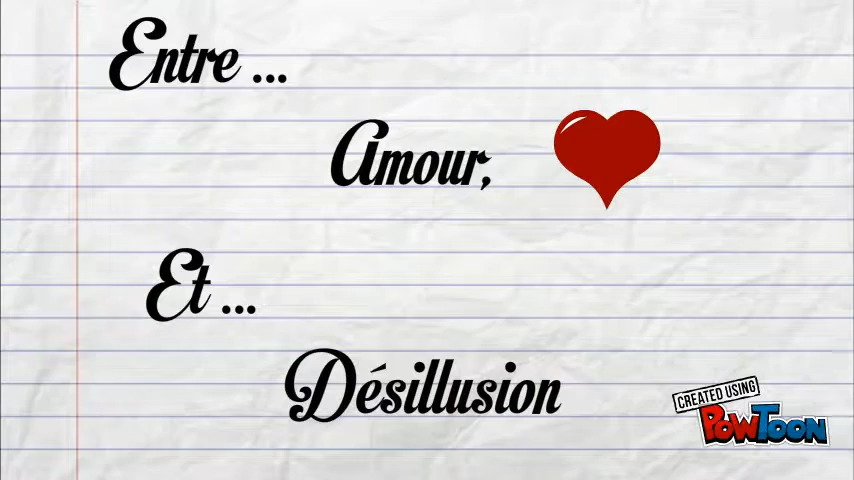 Entre ...
Amour,
Et ...
Désillusion
CREATED USING
POWTOON